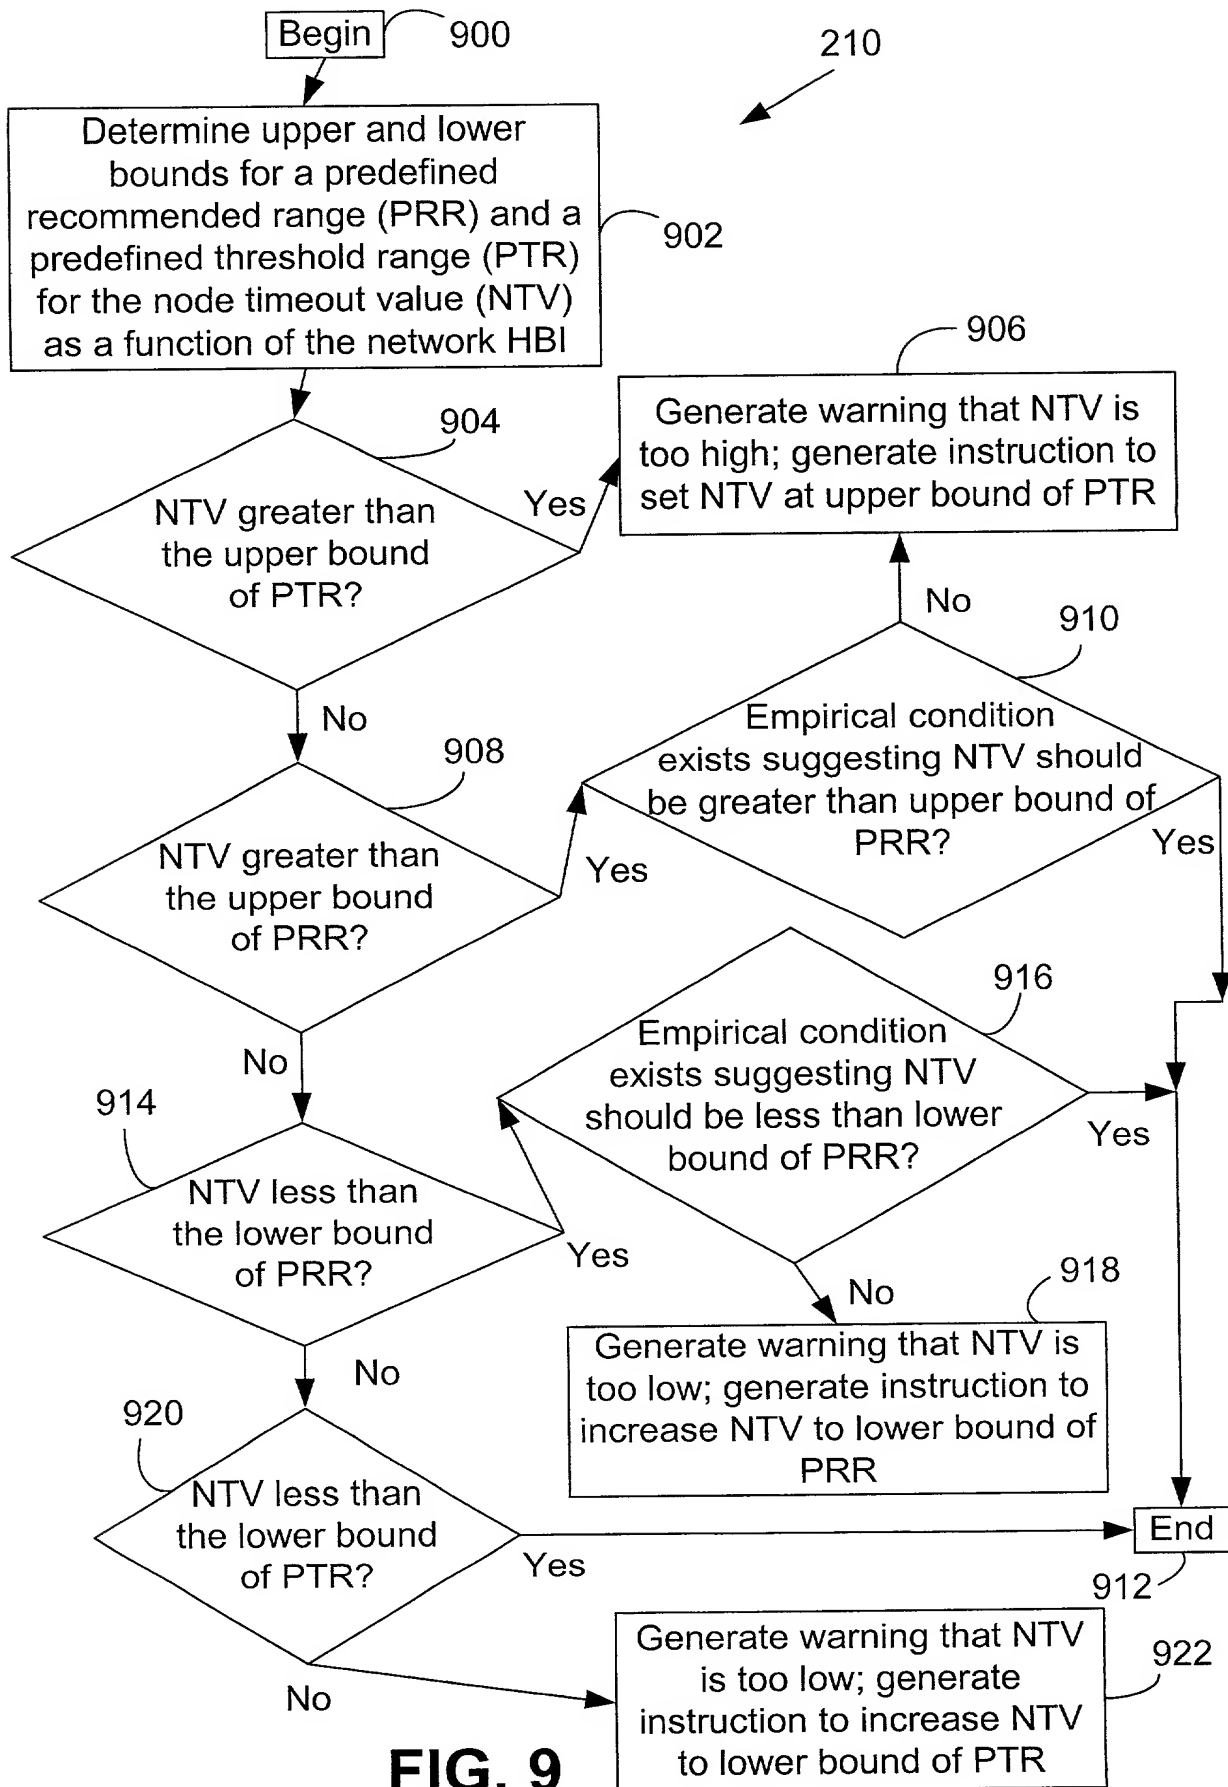 Begin
900
210
Determine upper and lower
bounds for a predefined
recommended range (PRR) and a
predefined threshold range (PTR)
for the node timeout value (NTV)
as a function of the network HBI
902
906
Generate warning that NTV is
too high; generate instruction to
set NTV at upper bound of PTR
904
NTV greater than
the upper bound
of PTR?
Yes
No
No
910
908
Empirical condition
exists suggesting NTV should
be greater than upper bound of
PRR?
Yes
NTV greater than
the upper bound
of PRR?
Yes
No
916
Empirical condition
exists suggesting NTV
should be less than lower
bound of PRR?
Yes
914
NTV less than
the lower bound
of PRR?
Yes
No
No
918
Generate warning that NTV is
too low; generate instruction to
increase NTV to lower bound of
PRR
920
NTV less than
the lower bound
of PTR?
Yes
End
912
No
Generate warning that NTV
is too low; generate
instruction to increase NTV
to lower bound of PTR
922
FIG. 9